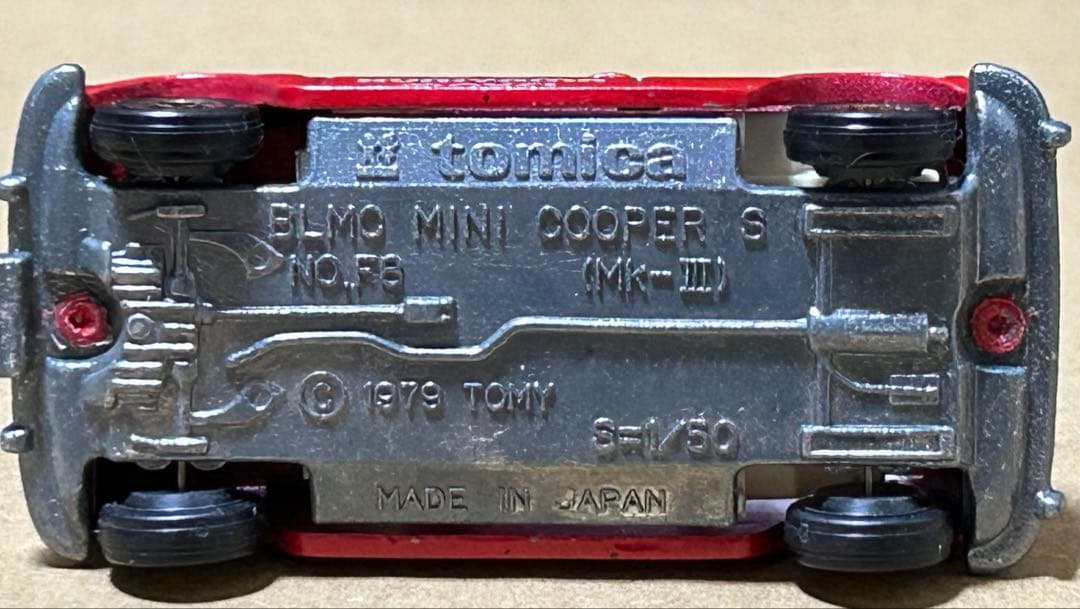 tomica
BLMC MINI COOPER S
NO. F8 (Mk-III)
© 1979 TOMY
S=1/50
MADE IN JAPAN